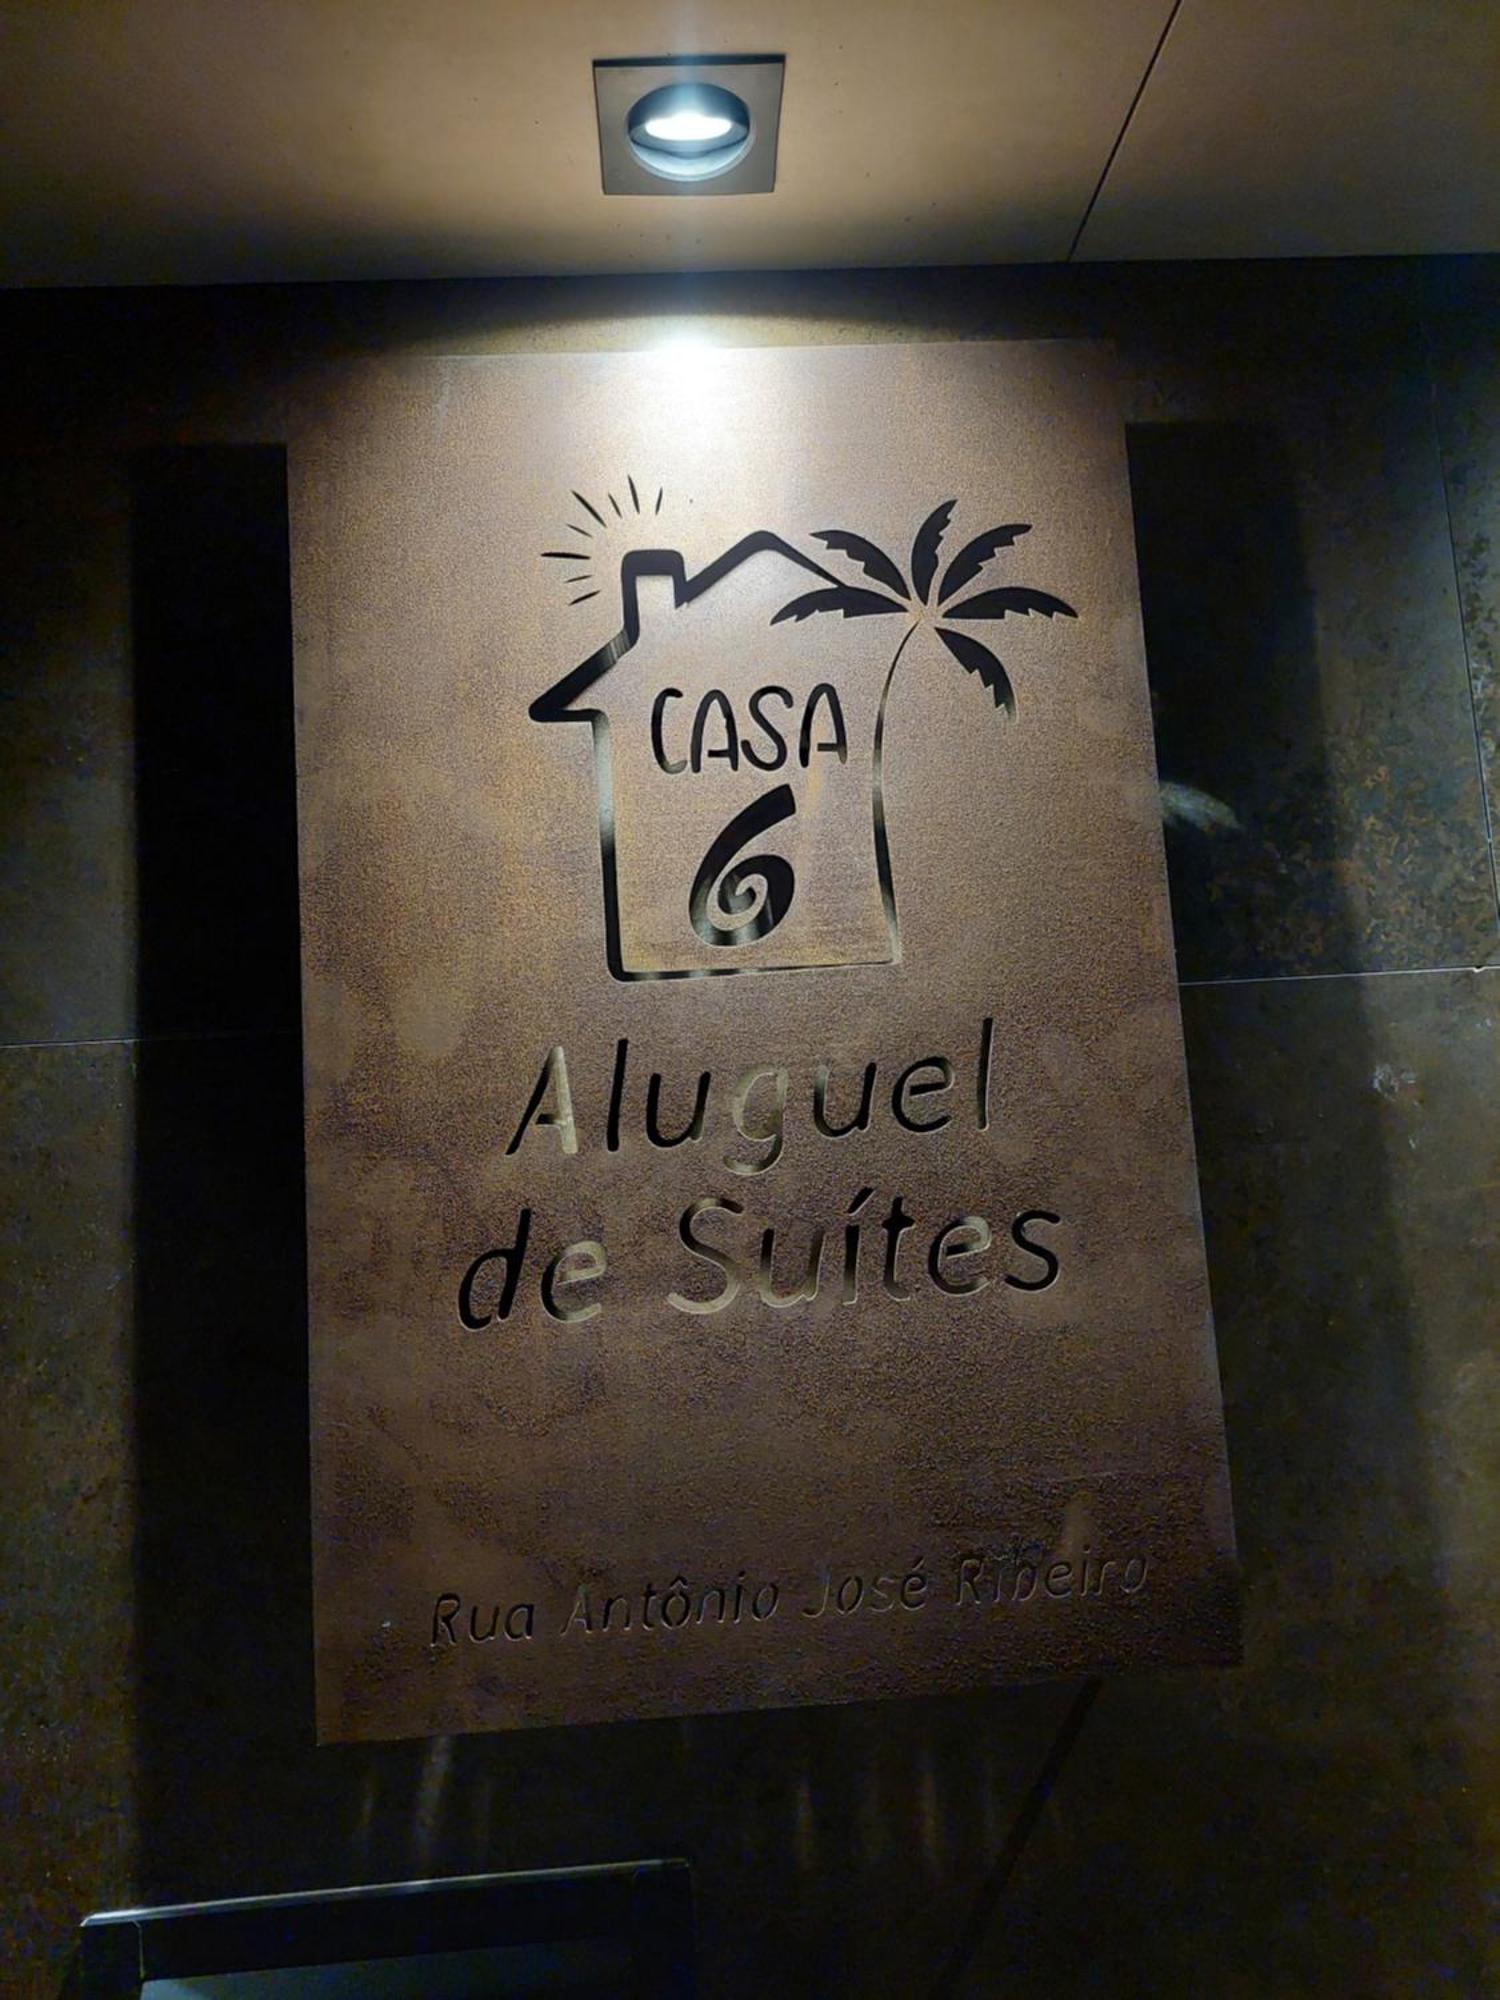 CASA
6
Aluguel
de Suítes
Rua Antônio José Ribeiro